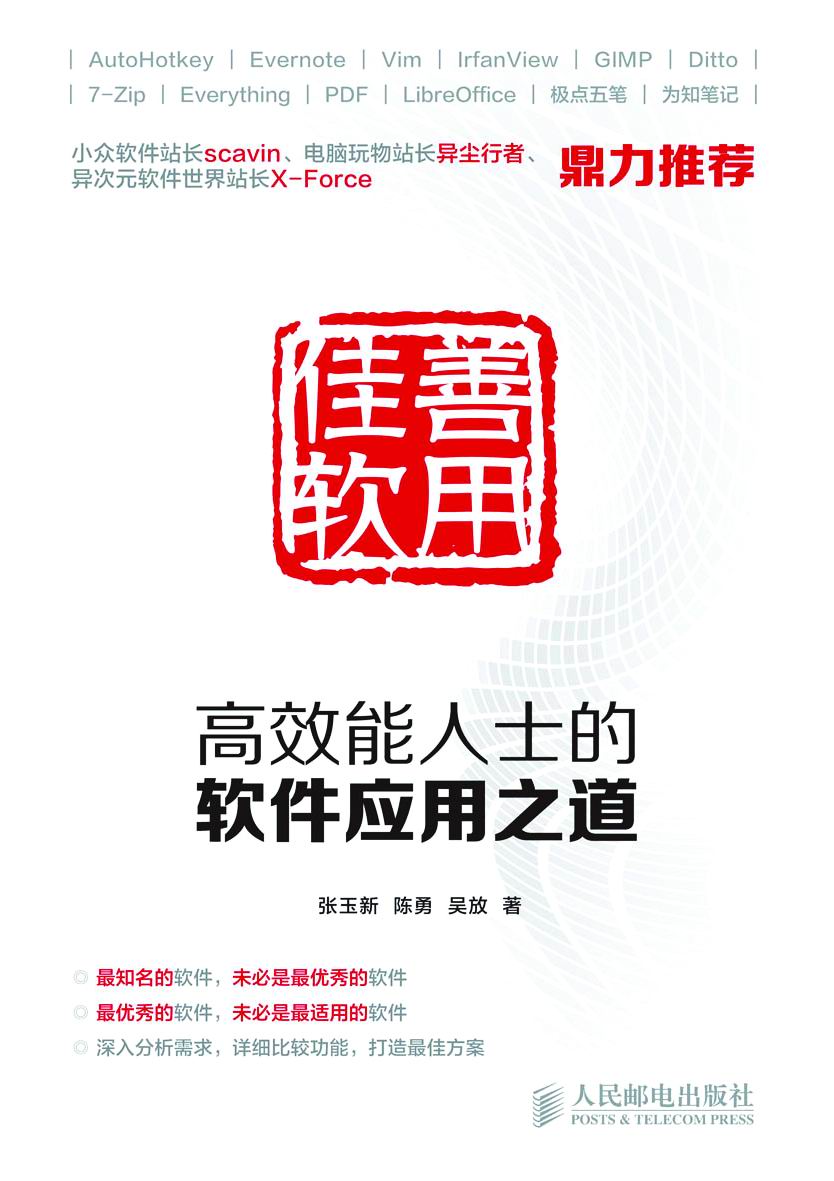 | AutoHotkey | Evernote | Vim | IrfanView | GIMP | Ditto |
| 7-Zip | Everything | PDF | LibreOffice | 极点五笔 | 为知笔记 |
小众软件站长scavin、电脑玩物站长异尘行者、
异次元软件世界站长X-Force
鼎力推荐
佳善
软用
高效能人士的
软件应用之道
张玉新 陈勇 吴放 著
◎ 最知名的软件，未必是最优秀的软件
◎ 最优秀的软件，未必是最适用的软件
◎ 深入分析需求，详细比较功能，打造最佳方案
人民邮电出版社
POSTS & TELECOM PRESS